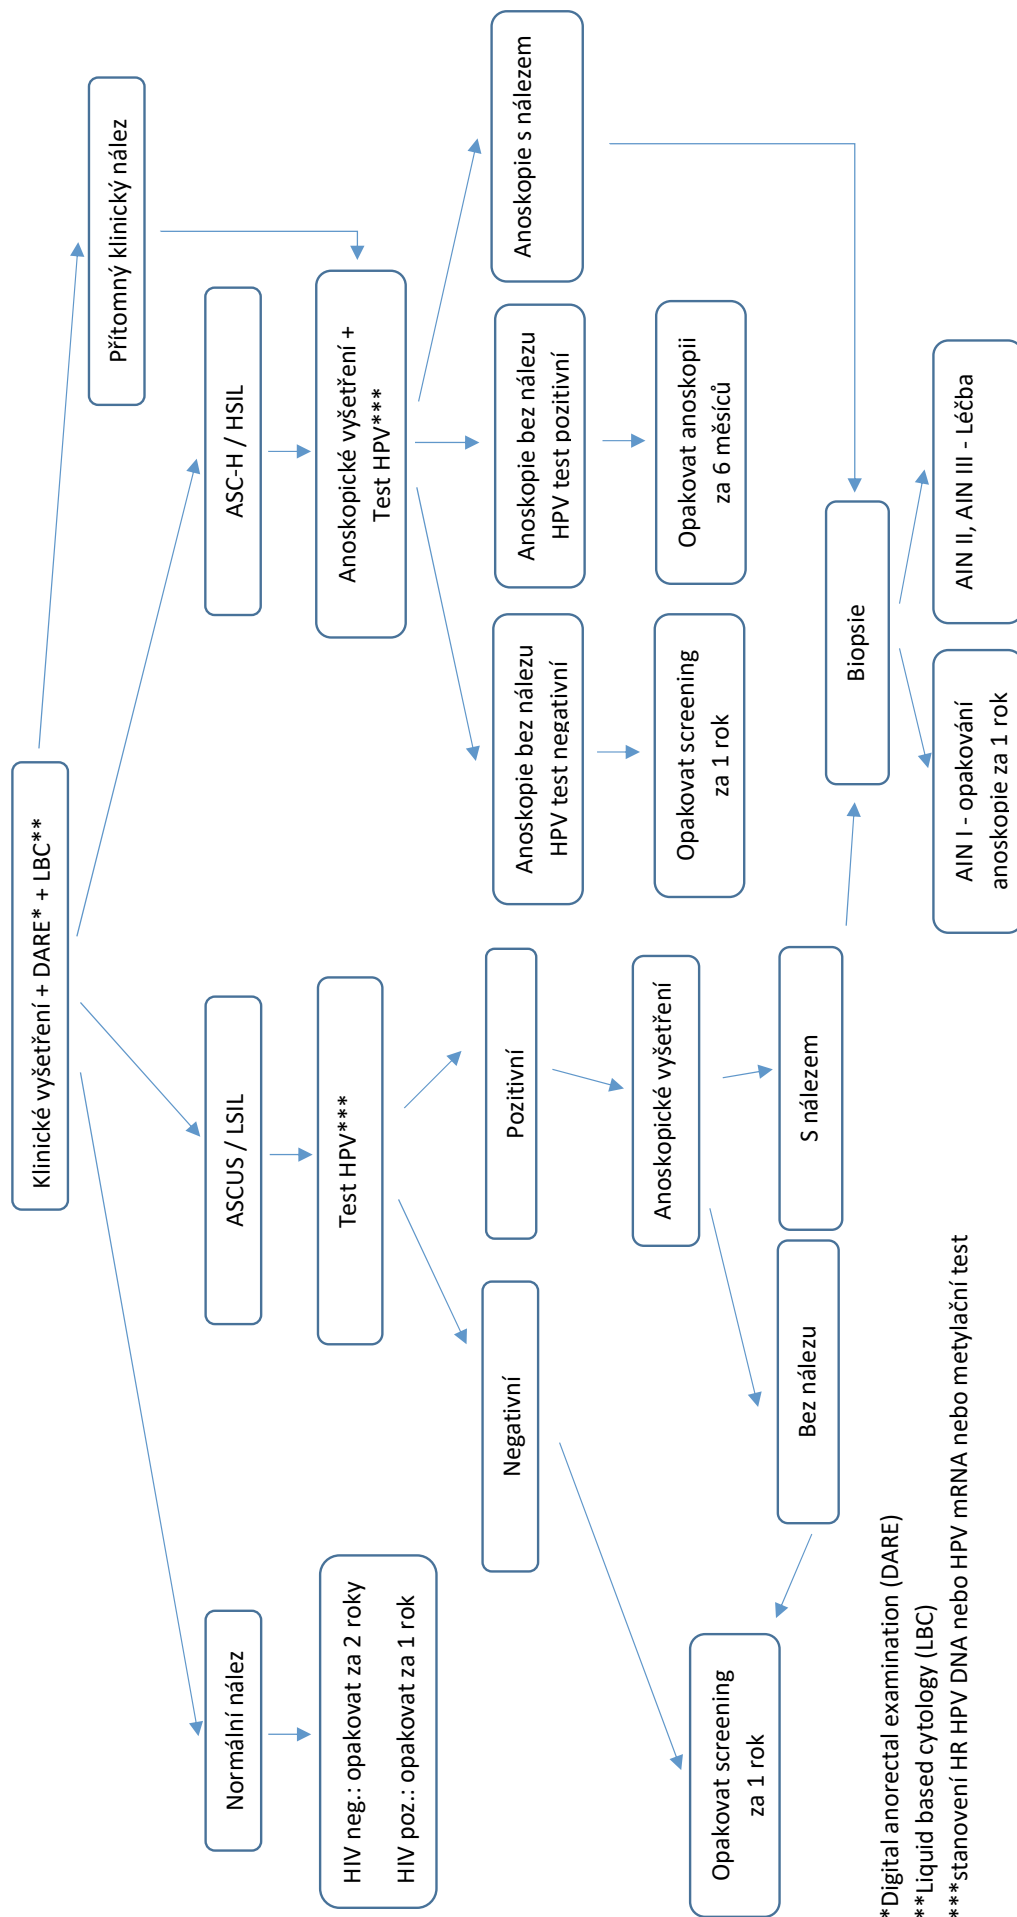 Klinické vyšetření + DARE* + LBC**
Normální nález
ASCUS / LSIL
ASC-H / HSIL
Přítomný klinický nález
HIV neg.: opakovat za 2 roky
HIV poz.: opakovat za 1 rok
Test HPV***
Anoskopické vyšetření +
Test HPV***
Negativní
Pozitivní
Anoskopie bez nálezu
HPV test negativní
Anoskopie bez nálezu
HPV test pozitivní
Anoskopie s nálezem
Anoskopické vyšetření
Opakovat screening
za 1 rok
Opakovat anoskopii
za 6 měsíců
Opakovat screening
za 1 rok
Bez nálezu
S nálezem
Biopsie
AIN I - opakování
anoskopie za 1 rok
AIN II, AIN III - Léčba
*Digital anorectal examination (DARE)
**Liquid based cytology (LBC)
***stanovení HR HPV DNA nebo HPV mRNA nebo metylační test